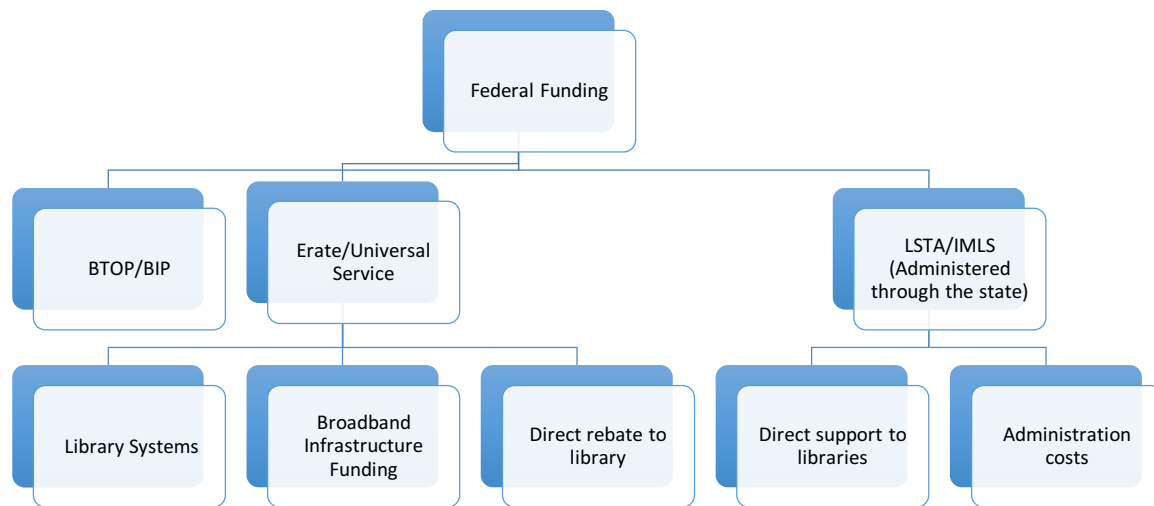 Federal Funding
BTOP/BIP
Erate/Universal
Service
LSTA/IMLS
(Administered
through the state)
Library Systems
Broadband
Infrastructure
Funding
Direct rebate to
library
Direct support to
libraries
Administration
costs